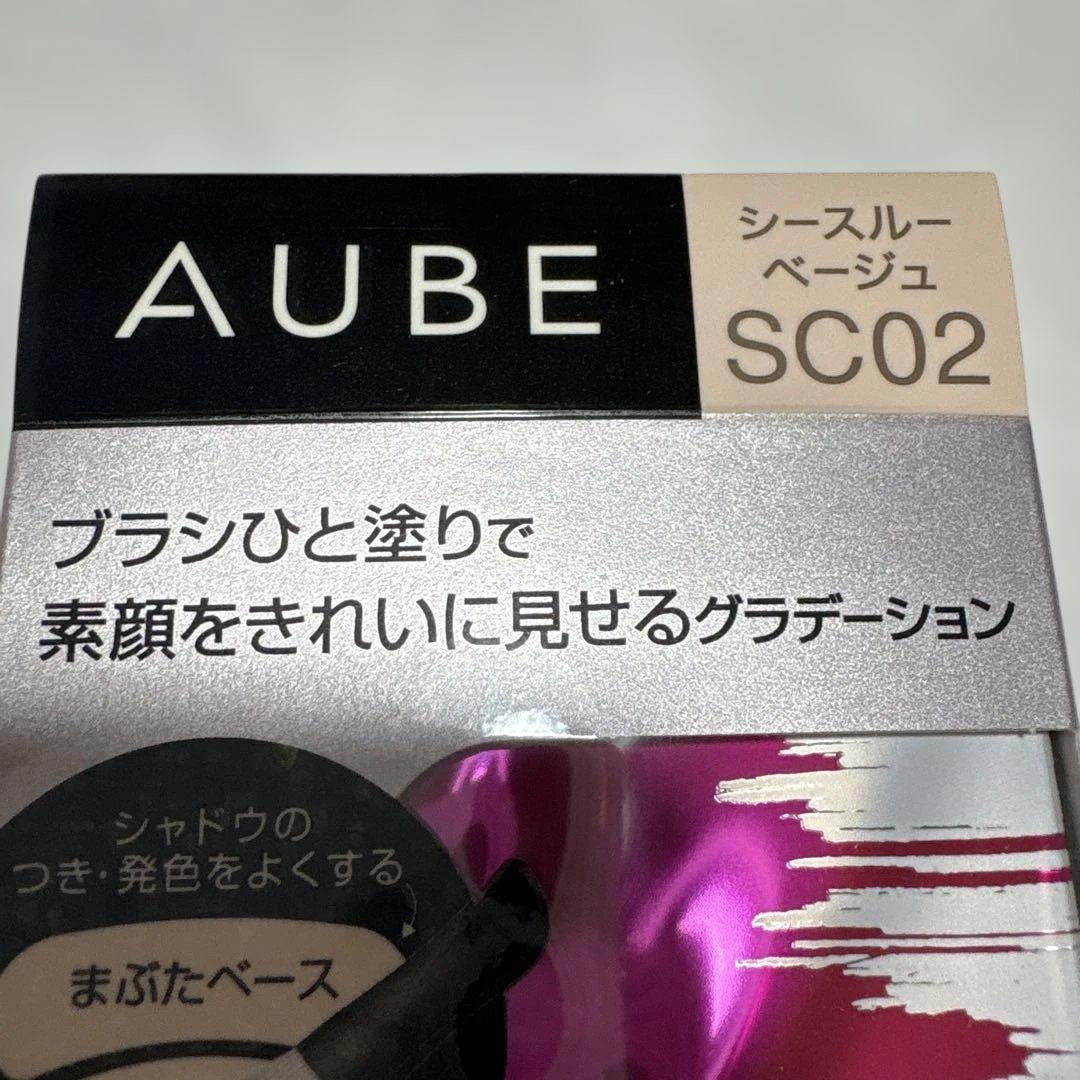 AUBE
シースルー
ベージュ
SC02
ブラシひと塗りで
素顔をきれいに見せるグラデーション
シャドウの
つき・発色をよくする
まぶたベース